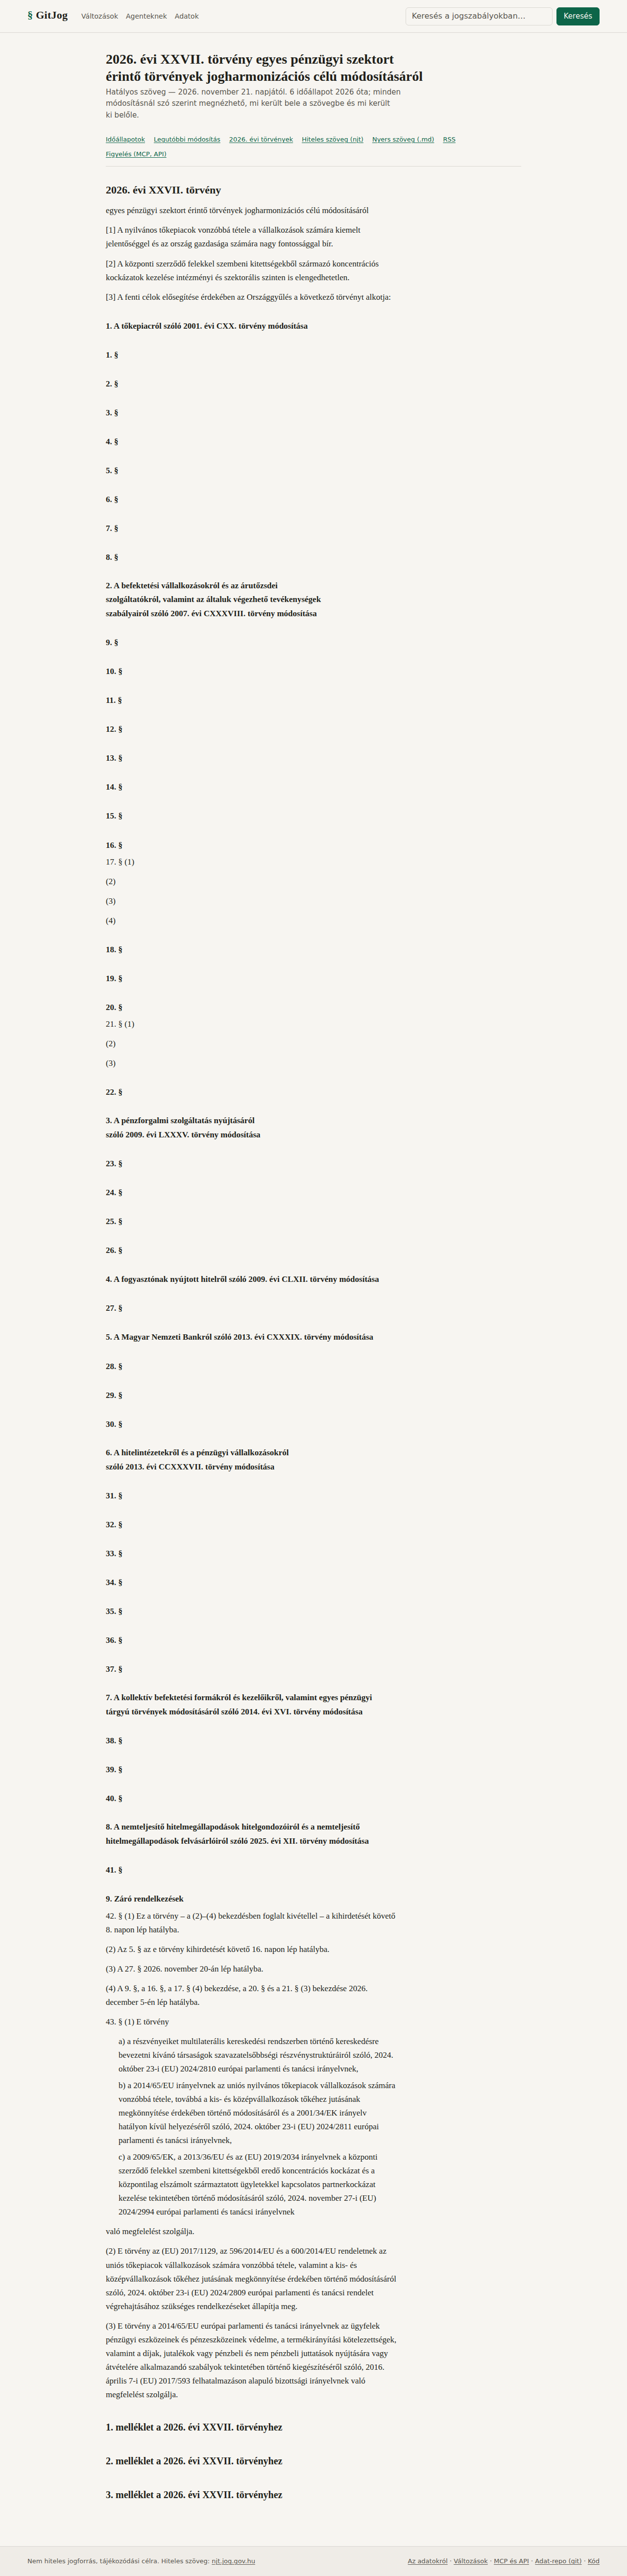 § GitJog Változások Agenteknek Adatok Keresés a jogszabályokban… Keresés
2026. évi XXVII. törvény egyes pénzügyi szektort
érintő törvények jogharmonizációs célú módosításáról
Hatályos szöveg — 2026. november 21. napjától. 6 időállapot 2026 óta; minden
módosításnál szó szerint megnézhető, mi került bele a szövegbe és mi került
ki belőle.
Időállapotok Legutóbbi módosítás 2026. évi törvények Hiteles szöveg (njt) Nyers szöveg (.md) RSS
Figyelés (MCP, API)
2026. évi XXVII. törvény
egyes pénzügyi szektort érintő törvények jogharmonizációs célú módosításáról
[1] A nyilvános tőkepiacok vonzóbbá tétele a vállalkozások számára kiemelt
jelentőséggel és az ország gazdasága számára nagy fontossággal bír.
[2] A központi szerződő felekkel szembeni kitettségekből származó koncentrációs
kockázatok kezelése intézményi és szektorális szinten is elengedhetetlen.
[3] A fenti célok elősegítése érdekében az Országgyűlés a következő törvényt alkotja:
1. A tőkepiacról szóló 2001. évi CXX. törvény módosítása
1. §
2. §
3. §
4. §
5. §
6. §
7. §
8. §
2. A befektetési vállalkozásokról és az árutőzsdei
szolgáltatókról, valamint az általuk végezhető tevékenységek
szabályairól szóló 2007. évi CXXXVIII. törvény módosítása
9. §
10. §
11. §
12. §
13. §
14. §
15. §
16. §
17. § (1)
(2)
(3)
(4)
18. §
19. §
20. §
21. § (1)
(2)
(3)
22. §
3. A pénzforgalmi szolgáltatás nyújtásáról
szóló 2009. évi LXXXV. törvény módosítása
23. §
24. §
25. §
26. §
4. A fogyasztónak nyújtott hitelről szóló 2009. évi CLXII. törvény módosítása
27. §
5. A Magyar Nemzeti Bankról szóló 2013. évi CXXXIX. törvény módosítása
28. §
29. §
30. §
6. A hitelintézetekről és a pénzügyi vállalkozásokról
szóló 2013. évi CCXXXVII. törvény módosítása
31. §
32. §
33. §
34. §
35. §
36. §
37. §
7. A kollektív befektetési formákról és kezelőikről, valamint egyes pénzügyi
tárgyú törvények módosításáról szóló 2014. évi XVI. törvény módosítása
38. §
39. §
40. §
8. A nemteljesítő hitelmegállapodások hitelgondozóiról és a nemteljesítő
hitelmegállapodások felvásárlóiról szóló 2025. évi XII. törvény módosítása
41. §
9. Záró rendelkezések
42. § (1) Ez a törvény – a (2)–(4) bekezdésben foglalt kivétellel – a kihirdetését követő
8. napon lép hatályba.
(2) Az 5. § az e törvény kihirdetését követő 16. napon lép hatályba.
(3) A 27. § 2026. november 20-án lép hatályba.
(4) A 9. §, a 16. §, a 17. § (4) bekezdése, a 20. § és a 21. § (3) bekezdése 2026.
december 5-én lép hatályba.
43. § (1) E törvény
a) a részvényeiket multilaterális kereskedési rendszerben történő kereskedésre
bevezetni kívánó társaságok szavazatelsőbbségi részvénystruktúráiról szóló, 2024.
október 23-i (EU) 2024/2810 európai parlamenti és tanácsi irányelvnek,
b) a 2014/65/EU irányelvnek az uniós nyilvános tőkepiacok vállalkozások számára
vonzóbbá tétele, továbbá a kis- és középvállalkozások tőkéhez jutásának
megkönnyítése érdekében történő módosításáról és a 2001/34/EK irányelv
hatályon kívül helyezéséről szóló, 2024. október 23-i (EU) 2024/2811 európai
parlamenti és tanácsi irányelvnek,
c) a 2009/65/EK, a 2013/36/EU és az (EU) 2019/2034 irányelvnek a központi
szerződő felekkel szembeni kitettségekből eredő koncentrációs kockázat és a
központilag elszámolt származtatott ügyletekkel kapcsolatos partnerkockázat
kezelése tekintetében történő módosításáról szóló, 2024. november 27-i (EU)
2024/2994 európai parlamenti és tanácsi irányelvnek
való megfelelést szolgálja.
(2) E törvény az (EU) 2017/1129, az 596/2014/EU és a 600/2014/EU rendeletnek az
uniós tőkepiacok vállalkozások számára vonzóbbá tétele, valamint a kis- és
középvállalkozások tőkéhez jutásának megkönnyítése érdekében történő módosításáról
szóló, 2024. október 23-i (EU) 2024/2809 európai parlamenti és tanácsi rendelet
végrehajtásához szükséges rendelkezéseket állapítja meg.
(3) E törvény a 2014/65/EU európai parlamenti és tanácsi irányelvnek az ügyfelek
pénzügyi eszközeinek és pénzeszközeinek védelme, a termékirányítási kötelezettségek,
valamint a díjak, jutalékok vagy pénzbeli és nem pénzbeli juttatások nyújtására vagy
átvételére alkalmazandó szabályok tekintetében történő kiegészítéséről szóló, 2016.
április 7-i (EU) 2017/593 felhatalmazáson alapuló bizottsági irányelvnek való
megfelelést szolgálja.
1. melléklet a 2026. évi XXVII. törvényhez
2. melléklet a 2026. évi XXVII. törvényhez
3. melléklet a 2026. évi XXVII. törvényhez
Nem hiteles jogforrás, tájékozódási célra. Hiteles szöveg: njt.jog.gov.hu Az adatokról · Változások · MCP és API · Adat-repo (git) · Kód